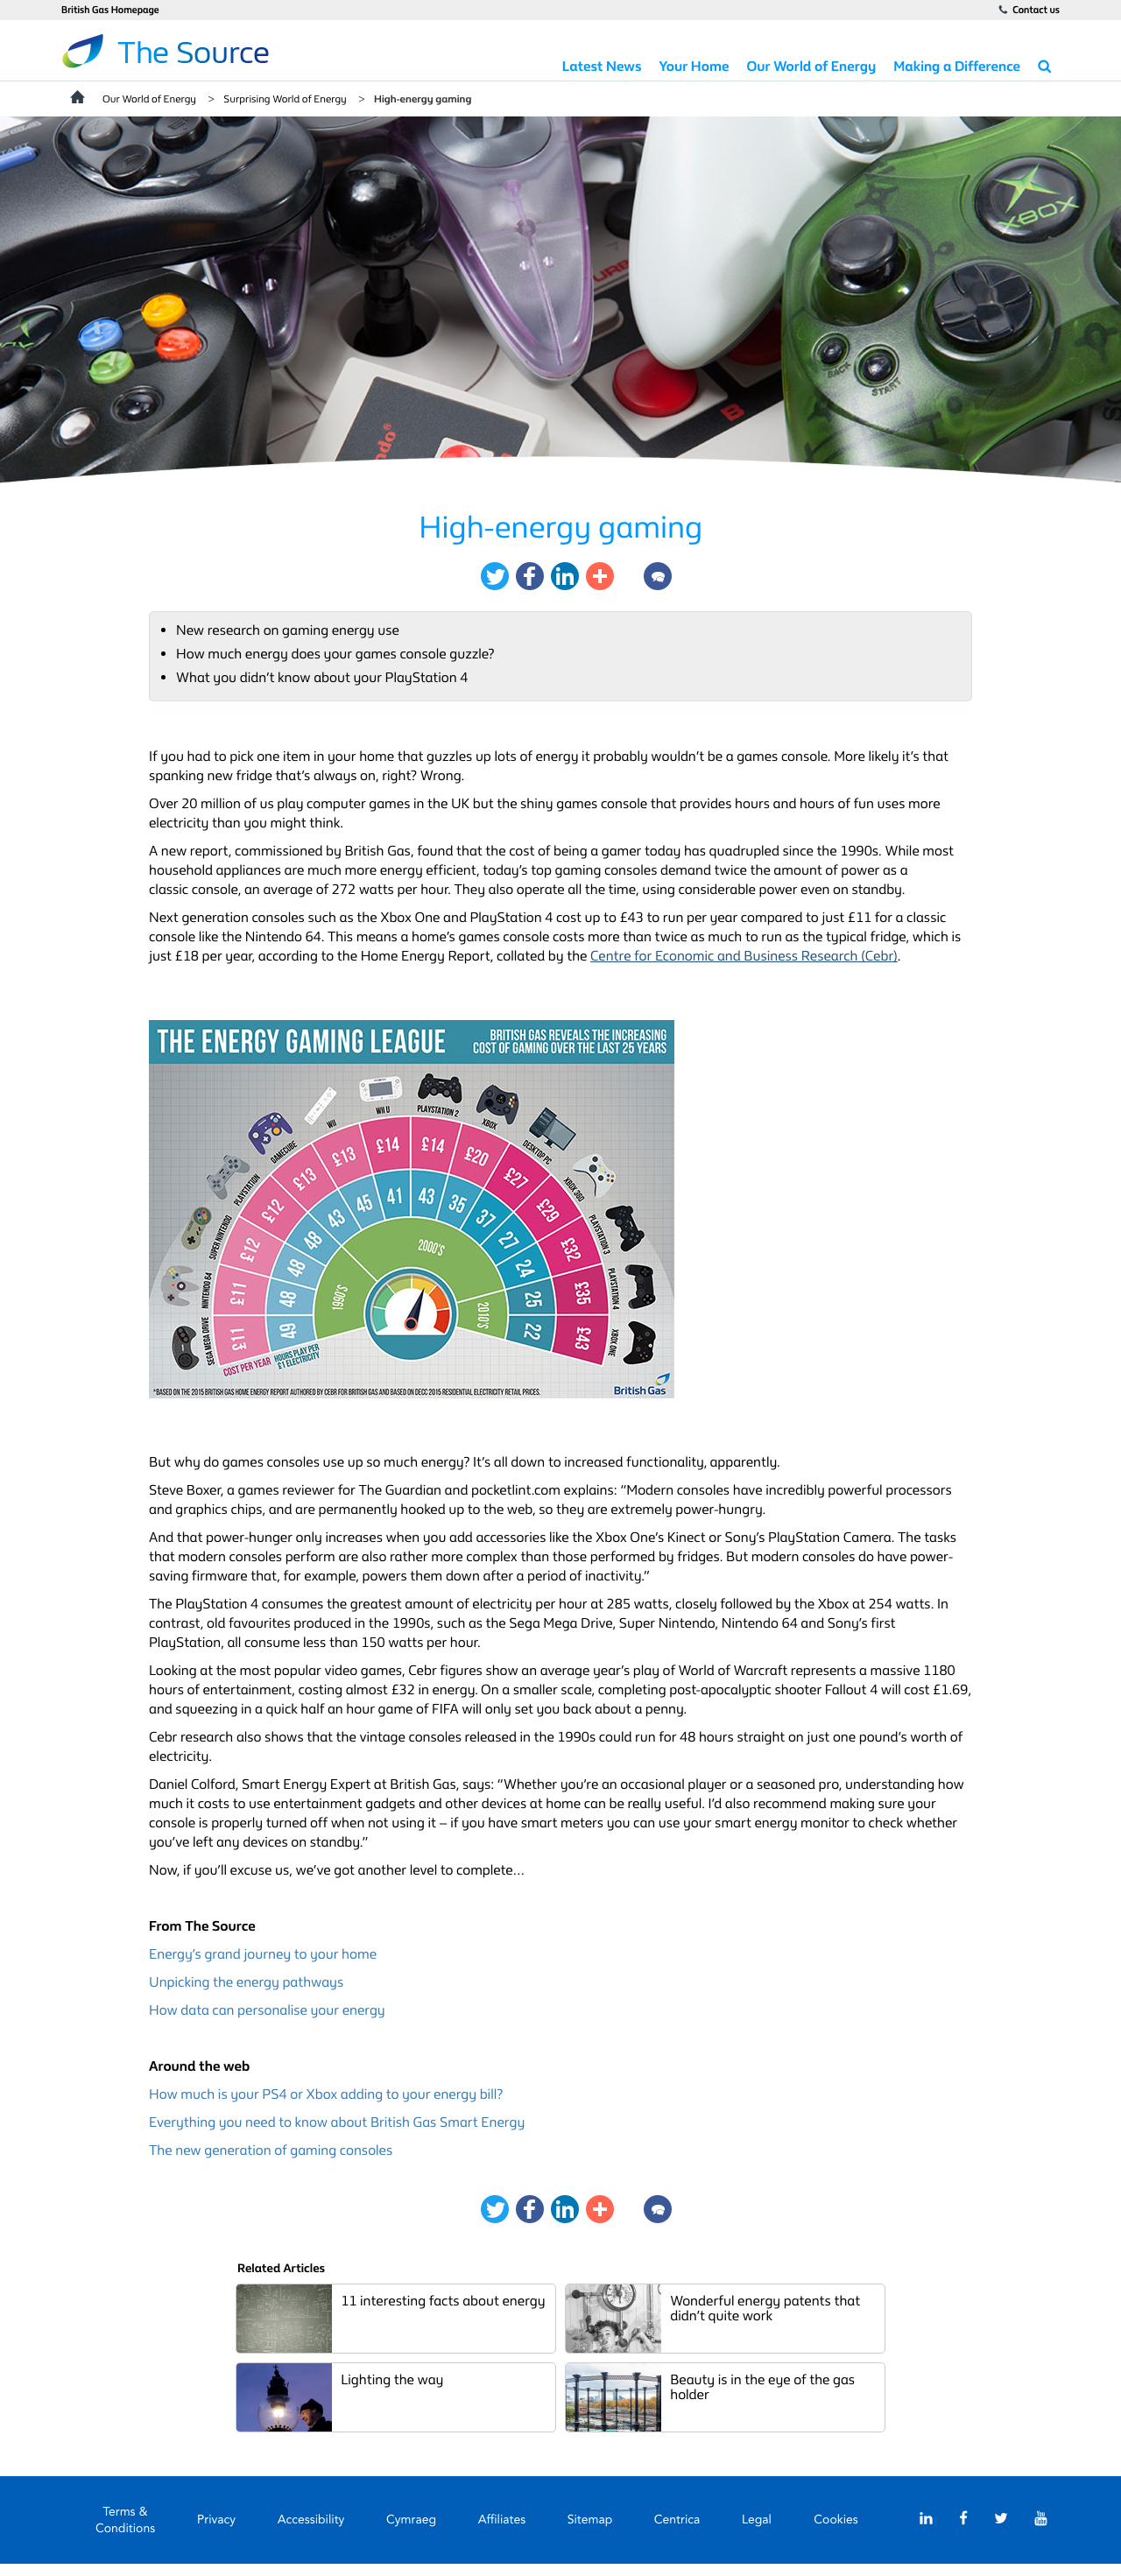 British Gas Homepage
Contact us
The Source
Latest News Your Home Our World of Energy Making a Difference
Our World of Energy > Surprising World of Energy > High-energy gaming
START
XBOX
TURBO
BACK
START
B
High-energy gaming
• New research on gaming energy use
• How much energy does your games console guzzle?
• What you didn't know about your PlayStation 4
If you had to pick one item in your home that guzzles up lots of energy it probably wouldn't be a games console. More likely it's that
spanking new fridge that's always on, right? Wrong.
Over 20 million of us play computer games in the UK but the shiny games console that provides hours and hours of fun uses more
electricity than you might think.
A new report, commissioned by British Gas, found that the cost of being a gamer today has quadrupled since the 1990s. While most
household appliances are much more energy efficient, today's top gaming consoles demand twice the amount of power as a
classic console, an average of 272 watts per hour. They also operate all the time, using considerable power even on standby.
Next generation consoles such as the Xbox One and PlayStation 4 cost up to £43 to run per year compared to just £11 for a classic
console like the Nintendo 64. This means a home's games console costs more than twice as much to run as the typical fridge, which is
just £18 per year, according to the Home Energy Report, collated by the Centre for Economic and Business Research (Cebr).
THE ENERGY GAMING LEAGUE
BRITISH GAS REVEALS THE INCREASING
COST OF GAMING OVER THE LAST 25 YEARS
SEGA MEGA DRIVE
NINTENDO 64
SUPER NINTENDO
PLAYSTATION
GAMECUBE
WII
WII U
PLAYSTATION 2
XBOX
DESKTOP PC
XBOX 360
PLAYSTATION 3
PLAYSTATION 4
XBOX ONE
£11 £11 £12 £12 £13 £13 £14 £14 £20 £27 £29 £32 £35 £43
49 48 48 48 43 45 41 43 35 37 27 24 25 22
1990'S
2000'S
2010'S
COST PER YEAR
HOURS PLAY PER
£1 ELECTRICITY
*BASED ON THE 2015 BRITISH GAS HOME ENERGY REPORT AUTHORED BY CEBR FOR BRITISH GAS AND BASED ON DECC 2015 RESIDENTIAL ELECTRICITY RETAIL PRICES.
British Gas
But why do games consoles use up so much energy? It's all down to increased functionality, apparently.
Steve Boxer, a games reviewer for The Guardian and pocketlint.com explains: "Modern consoles have incredibly powerful processors
and graphics chips, and are permanently hooked up to the web, so they are extremely power-hungry.
And that power-hunger only increases when you add accessories like the Xbox One's Kinect or Sony's PlayStation Camera. The tasks
that modern consoles perform are also rather more complex than those performed by fridges. But modern consoles do have power-
saving firmware that, for example, powers them down after a period of inactivity."
The PlayStation 4 consumes the greatest amount of electricity per hour at 285 watts, closely followed by the Xbox at 254 watts. In
contrast, old favourites produced in the 1990s, such as the Sega Mega Drive, Super Nintendo, Nintendo 64 and Sony's first
PlayStation, all consume less than 150 watts per hour.
Looking at the most popular video games, Cebr figures show an average year's play of World of Warcraft represents a massive 1180
hours of entertainment, costing almost £32 in energy. On a smaller scale, completing post-apocalyptic shooter Fallout 4 will cost £1.69,
and squeezing in a quick half an hour game of FIFA will only set you back about a penny.
Cebr research also shows that the vintage consoles released in the 1990s could run for 48 hours straight on just one pound's worth of
electricity.
Daniel Colford, Smart Energy Expert at British Gas, says: "Whether you're an occasional player or a seasoned pro, understanding how
much it costs to use entertainment gadgets and other devices at home can be really useful. I'd also recommend making sure your
console is properly turned off when not using it – if you have smart meters you can use your smart energy monitor to check whether
you've left any devices on standby."
Now, if you'll excuse us, we've got another level to complete…
From The Source
Energy's grand journey to your home
Unpicking the energy pathways
How data can personalise your energy
Around the web
How much is your PS4 or Xbox adding to your energy bill?
Everything you need to know about British Gas Smart Energy
The new generation of gaming consoles
Related Articles
11 interesting facts about energy
Wonderful energy patents that
didn't quite work
Lighting the way
Beauty is in the eye of the gas
holder
Terms &
Conditions
Privacy Accessibility Cymraeg Affiliates Sitemap Centrica Legal Cookies